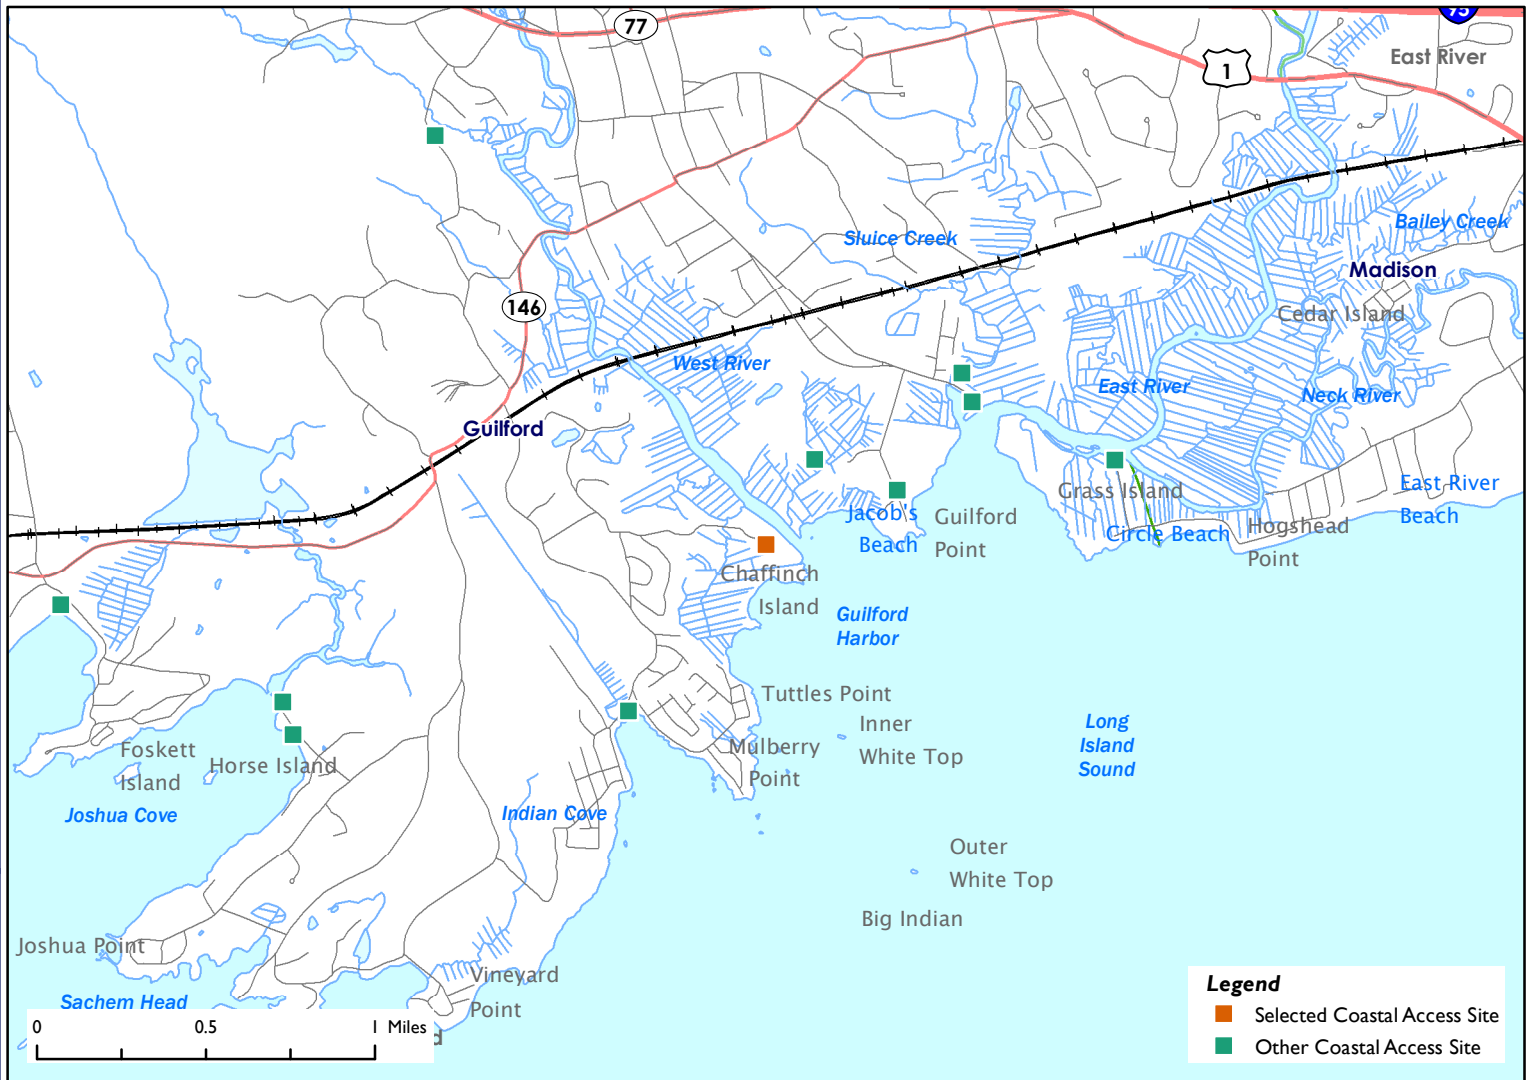 77
95
1
East River
Bailey Creek
Sluice Creek
Madison
146
Cedar Island
West River
East River
Neck River
Guilford
Grass Island
East River
Beach
Jacob's
Beach
Guilford
Point
Circle Beach
Hogshead
Point
Chaffinch
Island
Guilford
Harbor
Tuttles Point
Inner
White Top
Long
Island
Sound
Mulberry
Point
Foskett
Island
Horse Island
Joshua Cove
Indian Cove
Outer
White Top
Big Indian
Joshua Point
Vineyard
Point
Sachem Head
0 0.5 1 Miles
d
Legend
Selected Coastal Access Site
Other Coastal Access Site